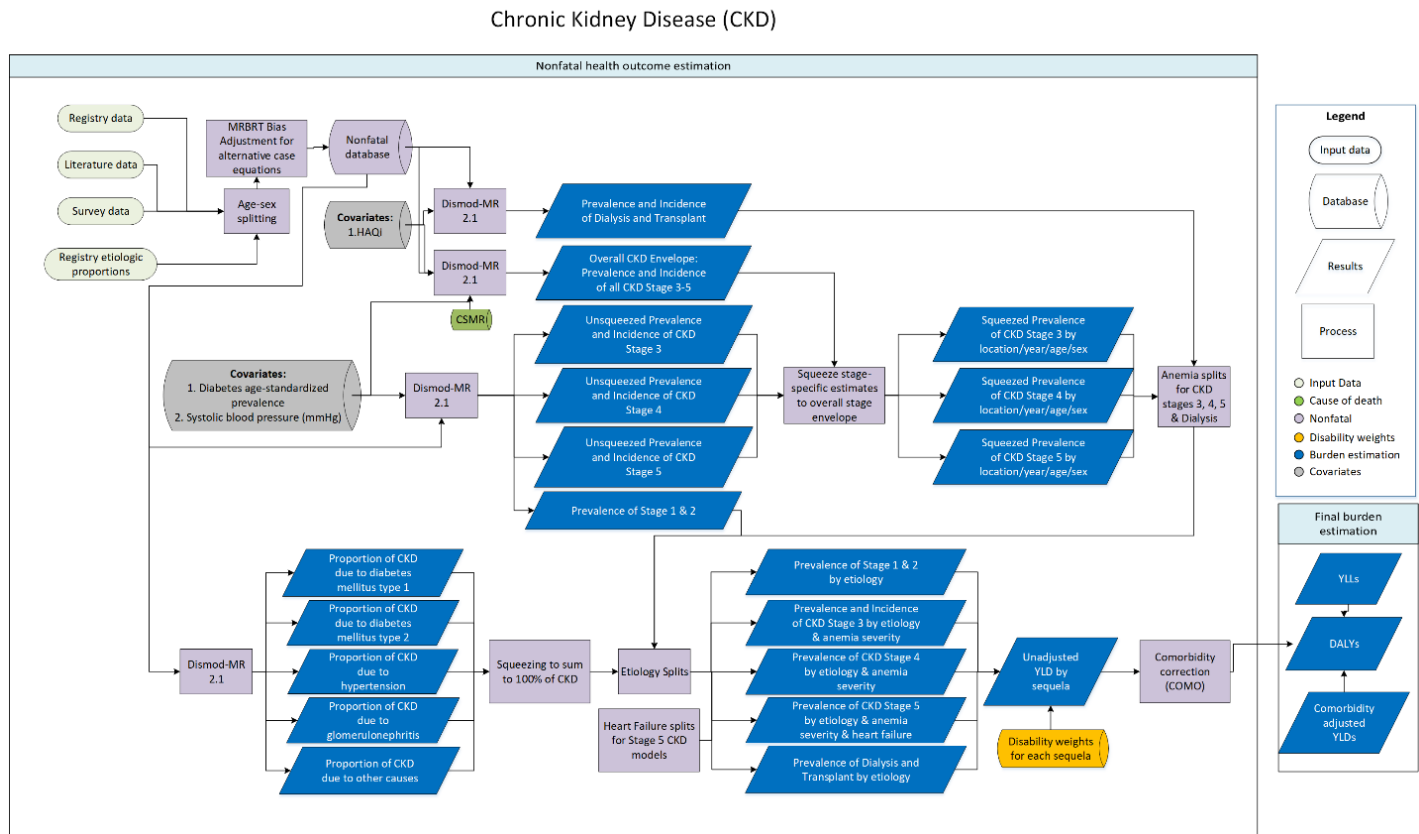 Chronic Kidney Disease (CKD)
Nonfatal health outcome estimation
Registry data
Literature data
Survey data
Registry etiologic
proportions
MRBRT Bias
Adjustment for
alternative case
equations
Age-sex
splitting
Nonfatal
database
Covariates:
1.HAQi
Dismod-MR
2.1
Dismod-MR
2.1
CSMRi
Prevalence and Incidence
of Dialysis and Transplant
Overall CKD Envelope:
Prevalence and Incidence
of all CKD Stage 3-5
Covariates:
1. Diabetes age-standardized
prevalence
2. Systolic blood pressure (mmHg)
Dismod-MR
2.1
Unsqueezed Prevalence
and Incidence of CKD
Stage 3
Unsqueezed Prevalence
and Incidence of CKD
Stage 4
Unsqueezed Prevalence
and Incidence of CKD
Stage 5
Prevalence of Stage 1 & 2
Squeeze stage-
specific estimates
to overall stage
envelope
Squeezed Prevalence
of CKD Stage 3 by
location/year/age/sex
Squeezed Prevalence
of CKD Stage 4 by
location/year/age/sex
Squeezed Prevalence
of CKD Stage 5 by
location/year/age/sex
Anemia splits
for CKD
stages 3, 4, 5
& Dialysis
Dismod-MR
2.1
Proportion of CKD
due to diabetes
mellitus type 1
Proportion of CKD
due to diabetes
mellitus type 2
Proportion of CKD
due to
hypertension
Proportion of CKD
due to
glomerulonephritis
Proportion of CKD
due to other causes
Squeezing to sum
to 100% of CKD
Etiology Splits
Heart Failure splits
for Stage 5 CKD
models
Prevalence of Stage 1 & 2
by etiology
Prevalence and Incidence
of CKD Stage 3 by etiology
& anemia severity
Prevalence of CKD Stage 4
by etiology & anemia
severity
Prevalence of CKD Stage 5
by etiology & anemia
severity & heart failure
Prevalence of Dialysis and
Transplant by etiology
Unadjusted
YLD by
sequela
Disability weights
for each sequela
Comorbidity
correction
(COMO)
Legend
Input data
Database
Results
Process
Input Data
Cause of death
Nonfatal
Disability weights
Burden estimation
Covariates
Final burden
estimation
YLLs
DALYs
Comorbidity
adjusted
YLDs